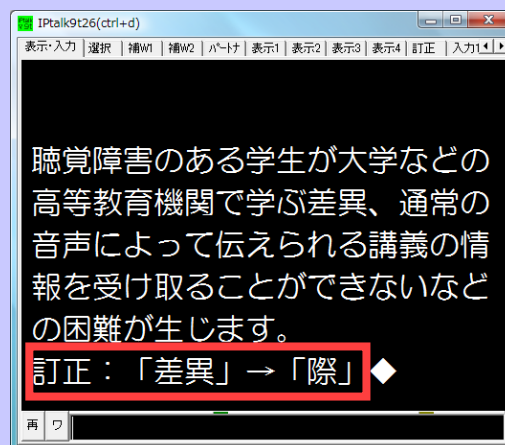 IPtalk9t26(ctrl+d)
表示・入力 選択 補W1 補W2 パートナ 表示1 表示2 表示3 表示4 訂正 入力1
聴覚障害のある学生が大学などの
高等教育機関で学ぶ差異、通常の
音声によって伝えられる講義の情
報を受け取ることができないなど
の困難が生じます。
訂正：「差異」→「際」◆
再 ワ